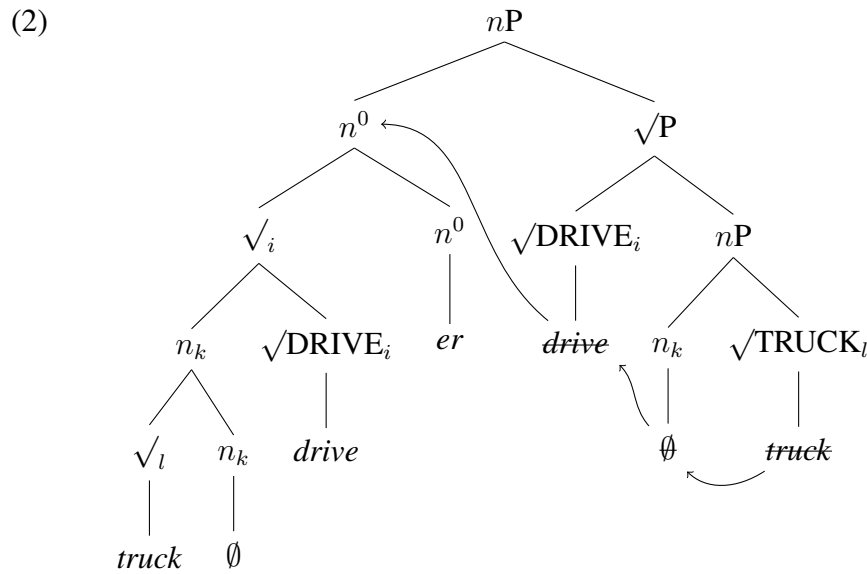 (2) nP
n⁰ √P
√ᵢ n⁰ √DRIVEᵢ nP
nₖ √DRIVEᵢ er drive nₖ √TRUCKₗ
√ₗ nₖ drive ∅ truck
truck ∅